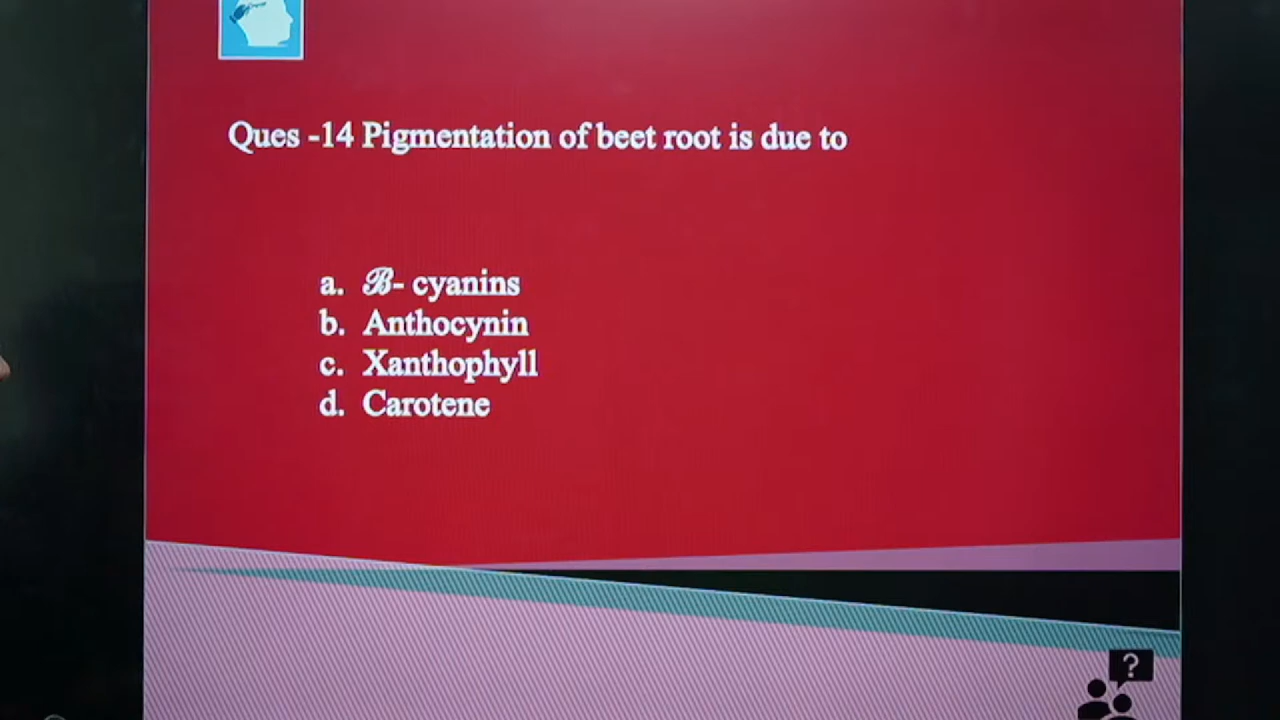 Ques -14 Pigmentation of beet root is due to
a. ℬ- cyanins
b. Anthocynin
c. Xanthophyll
d. Carotene
?